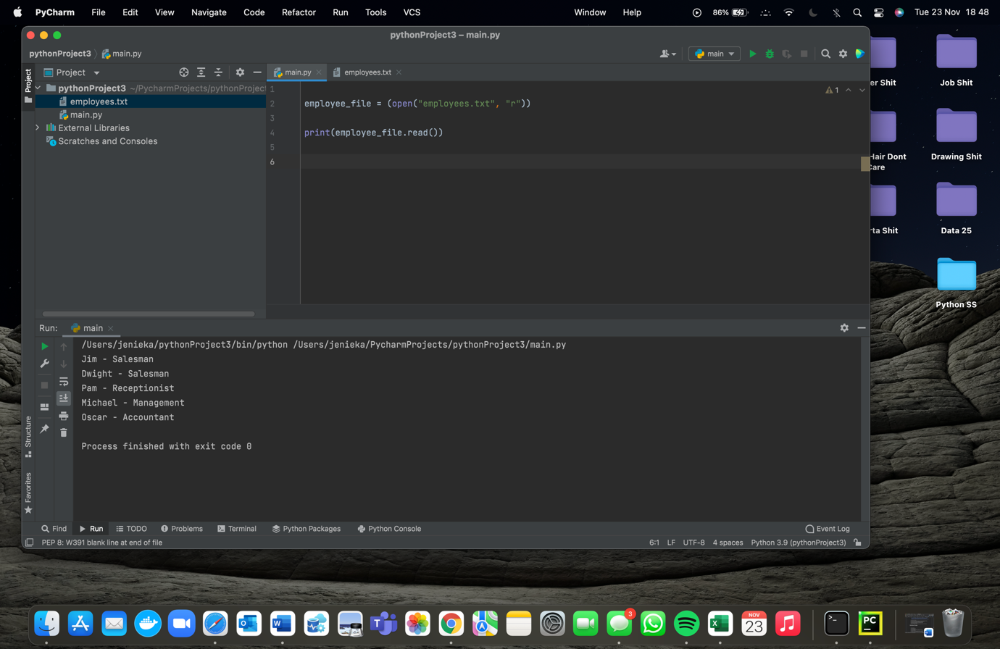 PyCharm File Edit View Navigate Code Refactor Run Tools VCS Window Help 86% Tue 23 Nov 18 48
pythonProject3 – main.py
pythonProject3 main.py main
Project main.py employees.txt
Project
pythonProject3 ~/PycharmProjects/pythonProject
employees.txt
main.py
External Libraries
Scratches and Consoles
1
2 employee_file = (open("employees.txt", "r"))
3
4 print(employee_file.read())
5
6
1
er Shit
Job Shit
Hair Dont
Care
Drawing Shit
rta Shit
Data 25
Python SS
Run: main
/Users/jenieka/pythonProject3/bin/python /Users/jenieka/PycharmProjects/pythonProject3/main.py
Jim - Salesman
Dwight - Salesman
Pam - Receptionist
Michael - Management
Oscar - Accountant
Process finished with exit code 0
Structure
Favorites
Find Run TODO Problems Terminal Python Packages Python Console Event Log
PEP 8: W391 blank line at end of file 6:1 LF UTF-8 4 spaces Python 3.9 (pythonProject3)
O W T 3 X NOV 23 >_ PC